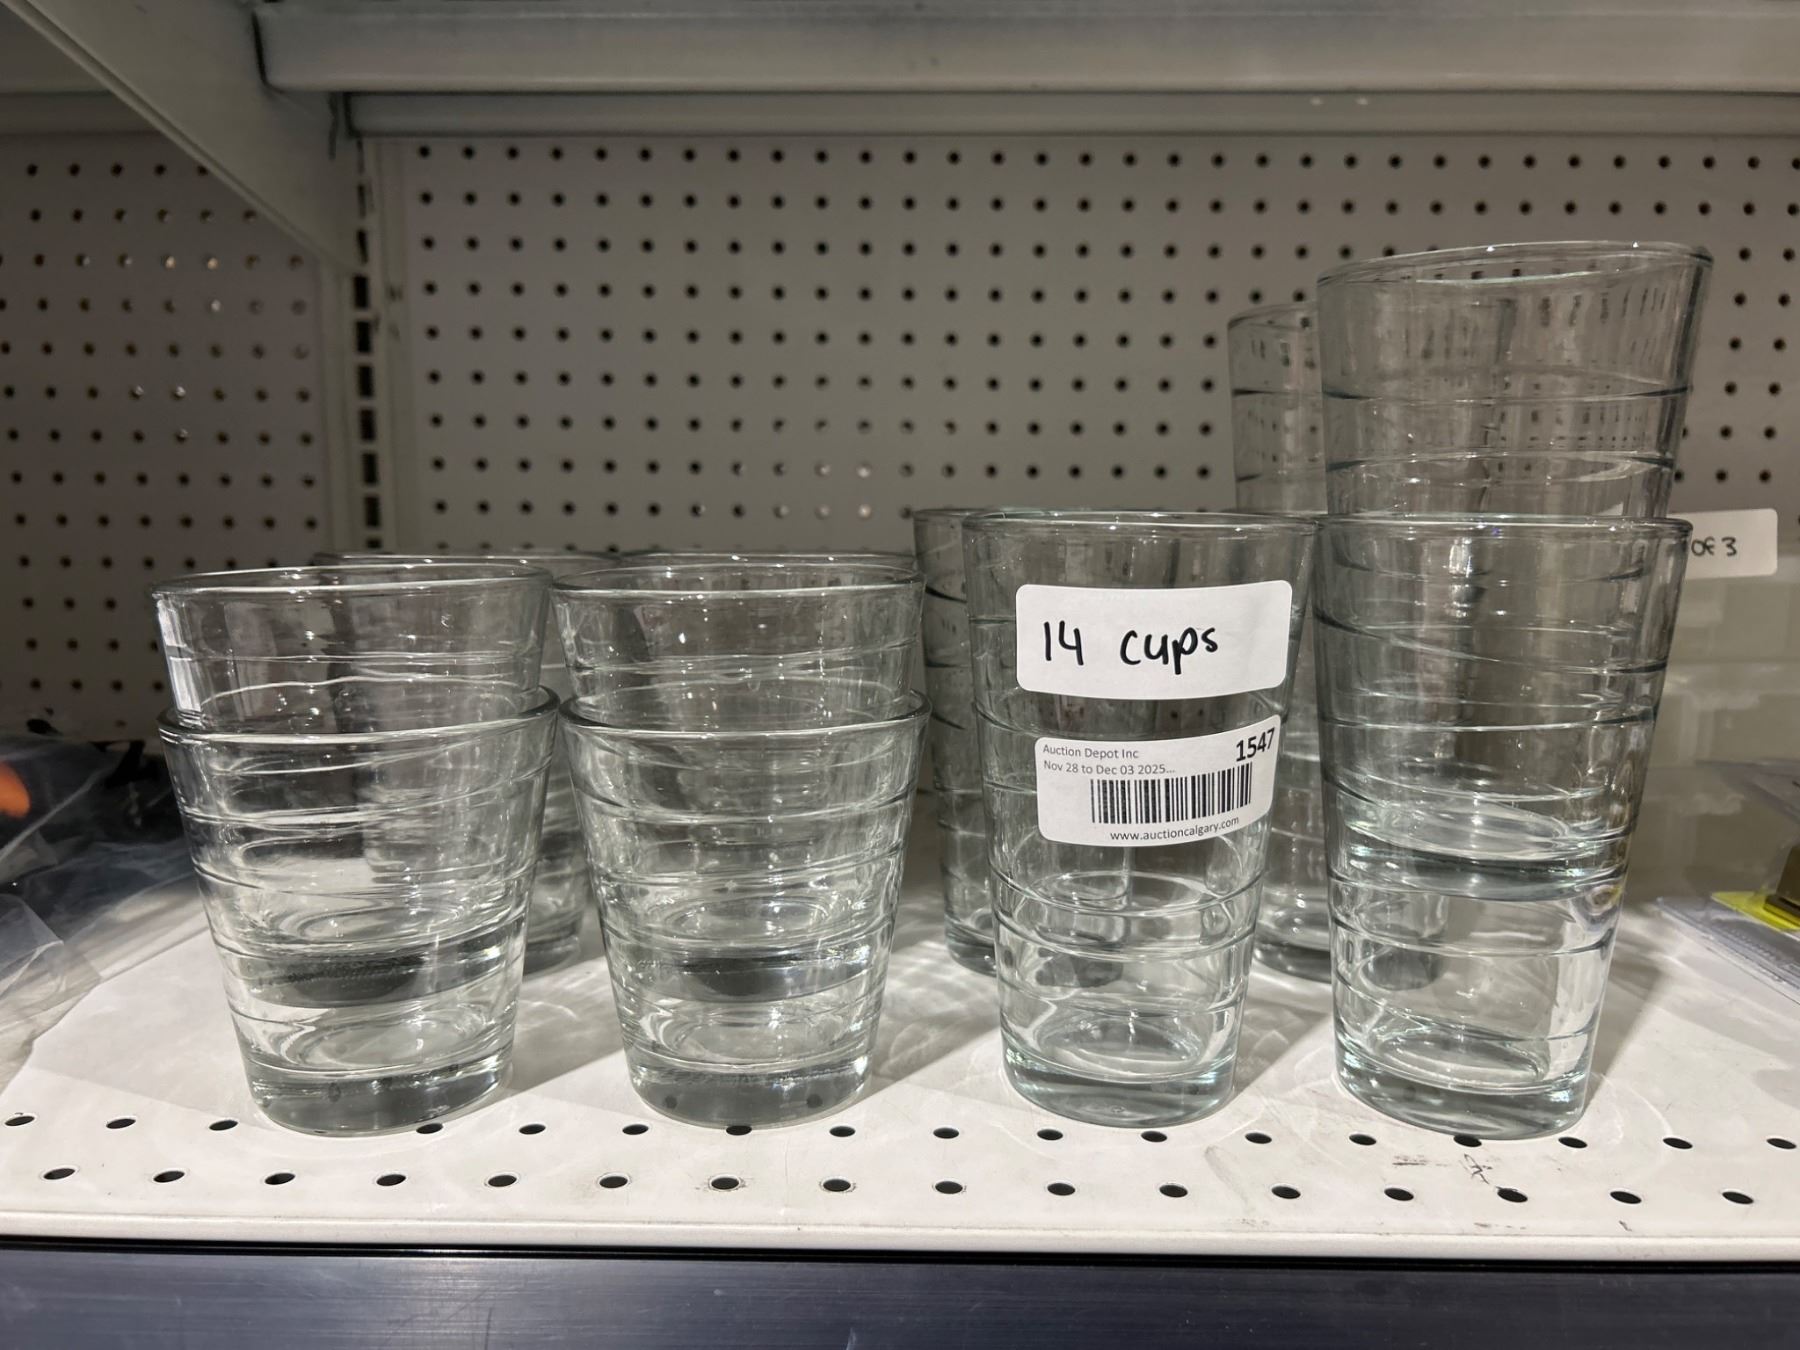 of 3
14 cups
Auction Depot Inc
1547
Nov 28 to Dec 03 2025...
www.auctioncalgary.com